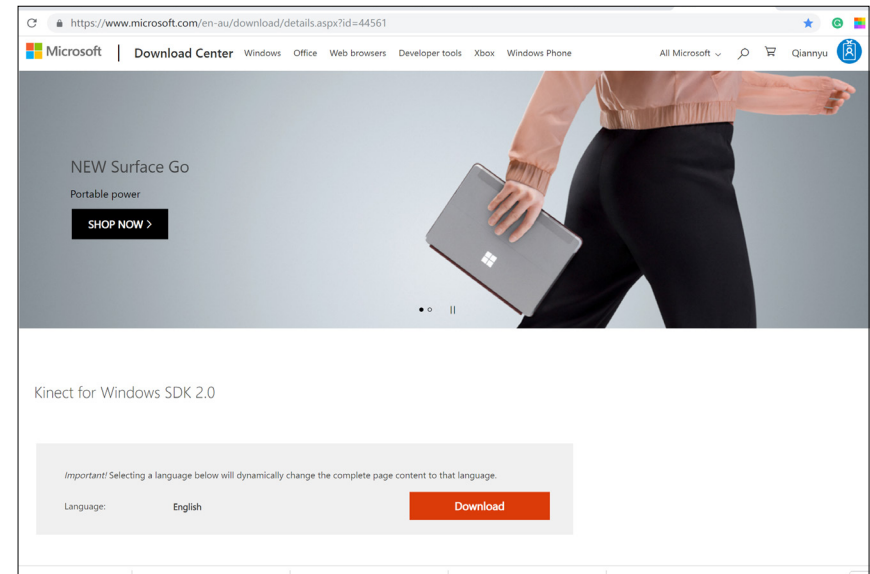 https://www.microsoft.com/en-au/download/details.aspx?id=44561
Microsoft | Download Center Windows Office Web browsers Developer tools Xbox Windows Phone All Microsoft Qiannyu
NEW Surface Go
Portable power
SHOP NOW >
Kinect for Windows SDK 2.0
Important! Selecting a language below will dynamically change the complete page content to that language.
Language: English Download